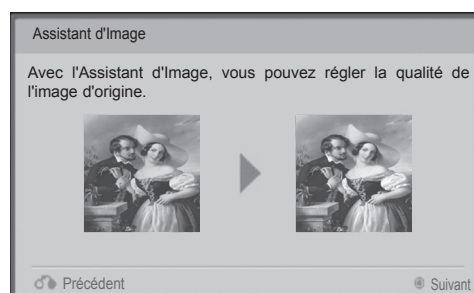 Assistant d'Image
Avec l'Assistant d'Image, vous pouvez régler la qualité de
l'image d'origine.
Précédent
Suivant